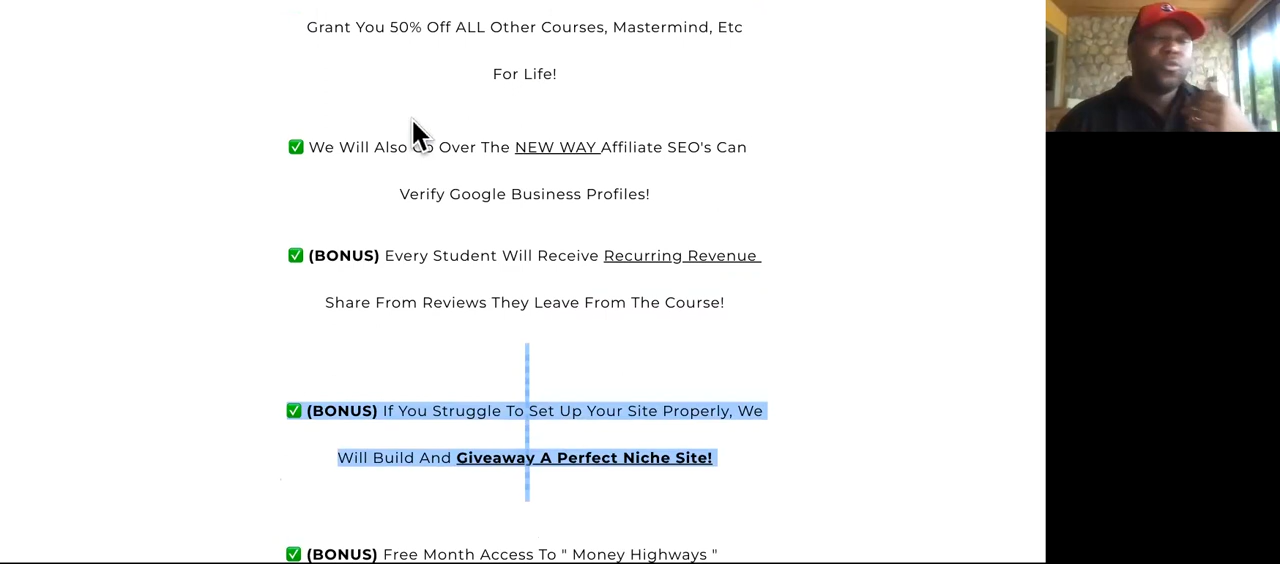 Grant You 50% Off ALL Other Courses, Mastermind, Etc
For Life!
✅ We Will Also Go Over The NEW WAY Affiliate SEO's Can
Verify Google Business Profiles!
✅ (BONUS) Every Student Will Receive Recurring Revenue
Share From Reviews They Leave From The Course!
✅ (BONUS) If You Struggle To Set Up Your Site Properly, We
Will Build And Giveaway A Perfect Niche Site!
✅ (BONUS) Free Month Access To " Money Highways "